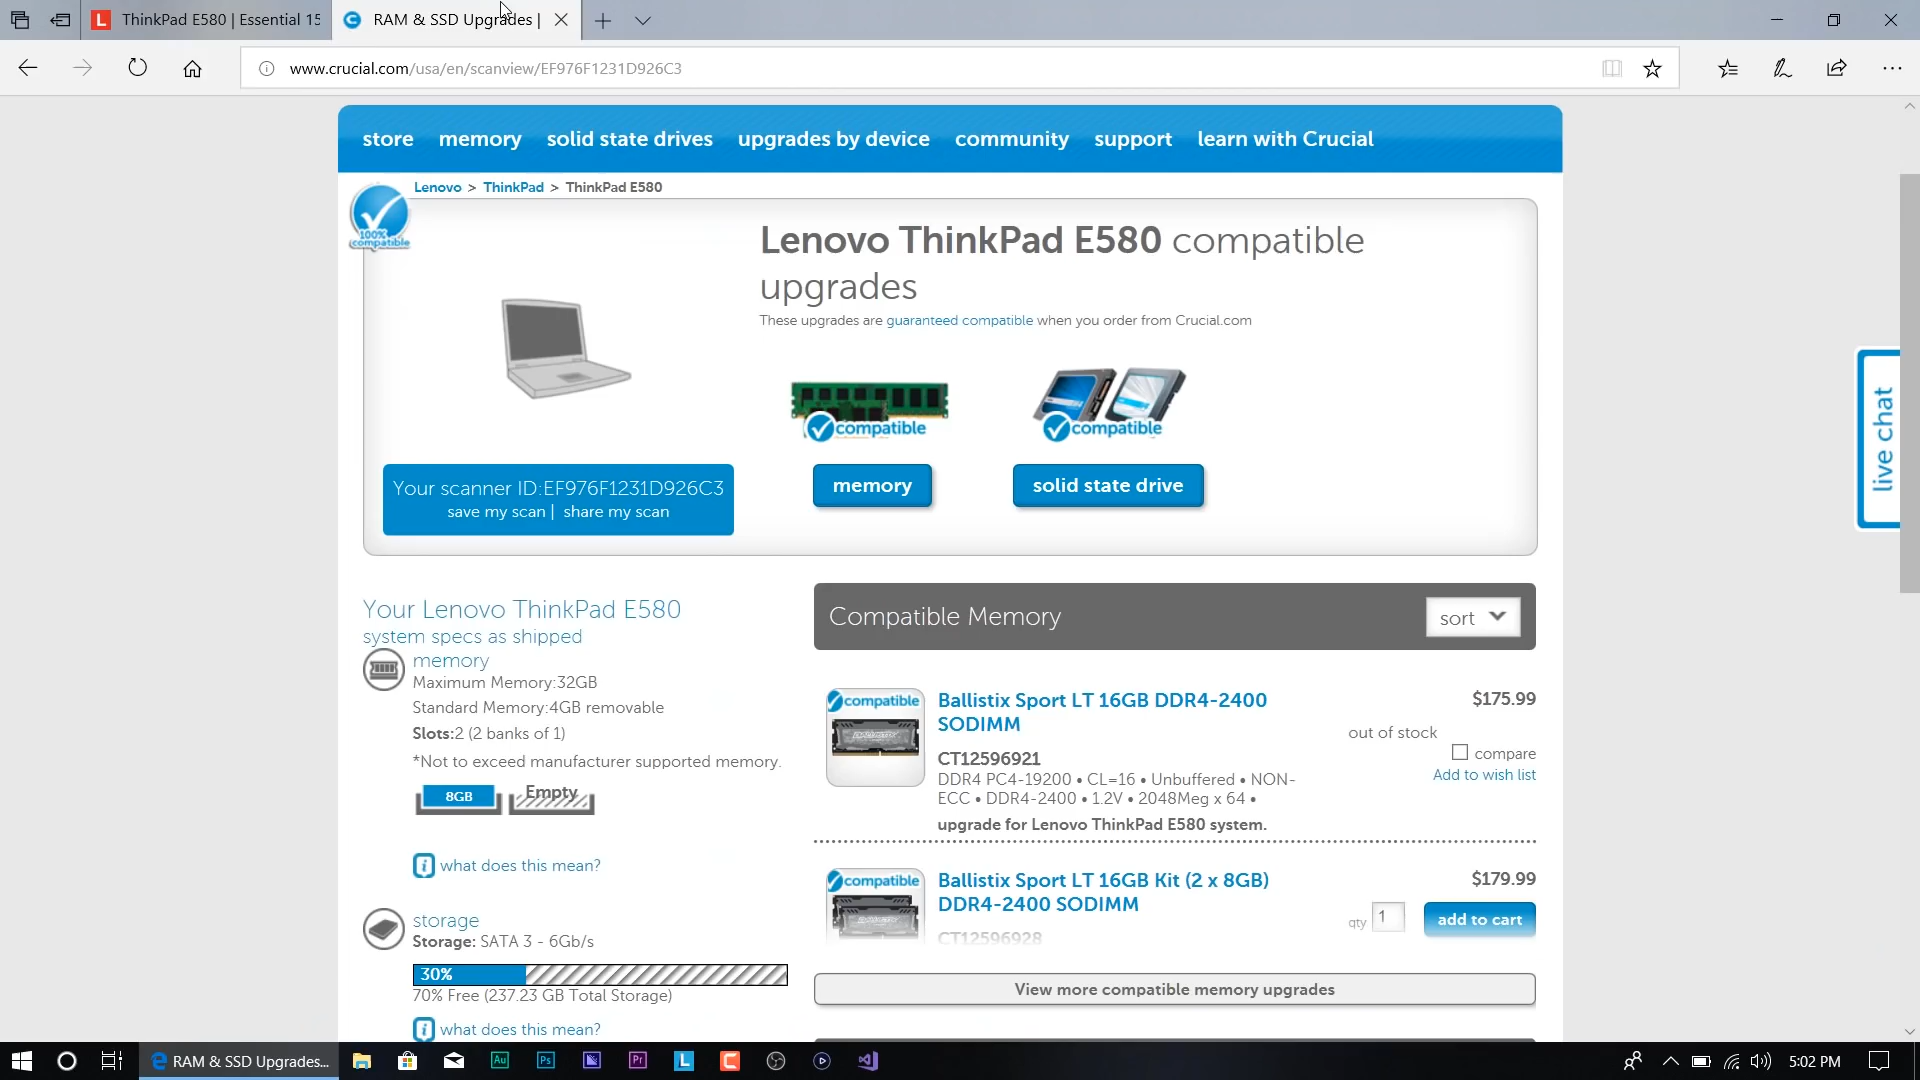 ThinkPad E580 | Essential 15
RAM & SSD Upgrades |
www.crucial.com/usa/en/scanview/EF976F1231D926C3
store memory solid state drives upgrades by device community support learn with Crucial
Lenovo > ThinkPad > ThinkPad E580
100% compatible
Lenovo ThinkPad E580 compatible
upgrades
These upgrades are guaranteed compatible when you order from Crucial.com
compatible compatible
memory solid state drive
Your scanner ID:EF976F1231D926C3
save my scan | share my scan
live chat
Your Lenovo ThinkPad E580
system specs as shipped
memory
Maximum Memory:32GB
Standard Memory:4GB removable
Slots:2 (2 banks of 1)
*Not to exceed manufacturer supported memory.
8GB Empty
what does this mean?
storage
Storage: SATA 3 - 6Gb/s
30%
70% Free (237.23 GB Total Storage)
what does this mean?
Compatible Memory
sort
compatible
Ballistix Sport LT 16GB DDR4-2400
SODIMM
CT12596921
DDR4 PC4-19200 • CL=16 • Unbuffered • NON-
ECC • DDR4-2400 • 1.2V • 2048Meg x 64 •
upgrade for Lenovo ThinkPad E580 system.
$175.99
out of stock
compare
Add to wish list
compatible
Ballistix Sport LT 16GB Kit (2 x 8GB)
DDR4-2400 SODIMM
CT12596928
$179.99
qty 1 add to cart
View more compatible memory upgrades
RAM & SSD Upgrades...
Au Ps Pr L C
5:02 PM